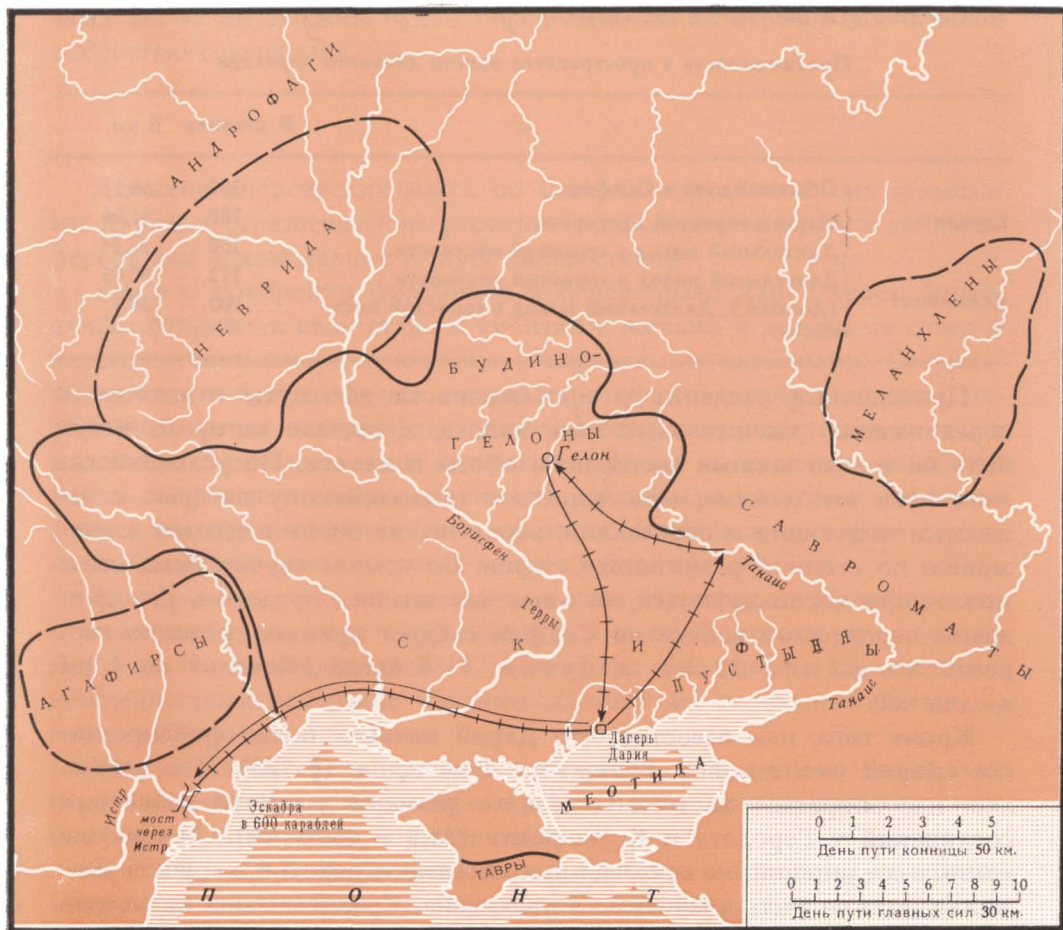 АНДРОФАГИ
НЕВРИДА
МЕЛАНХЛЕНЫ
БУДИНО-
ГЕЛОНЫ
Гелон
САВРОМАТЫ
Борисфен
Танаис
Герры
СКИФЫ
ПУСТЫНЯ
АГАФИРСЫ
Танаис
Лагерь
Дария
МЕОТИДА
Истр
мост
через
Истр
Эскадра
в 600 караблей
ТАВРЫ
ПОНТ
0 1 2 3 4 5
День пути конницы 50 км.
0 1 2 3 4 5 6 7 8 9 10
День пути главных сил 30 км.